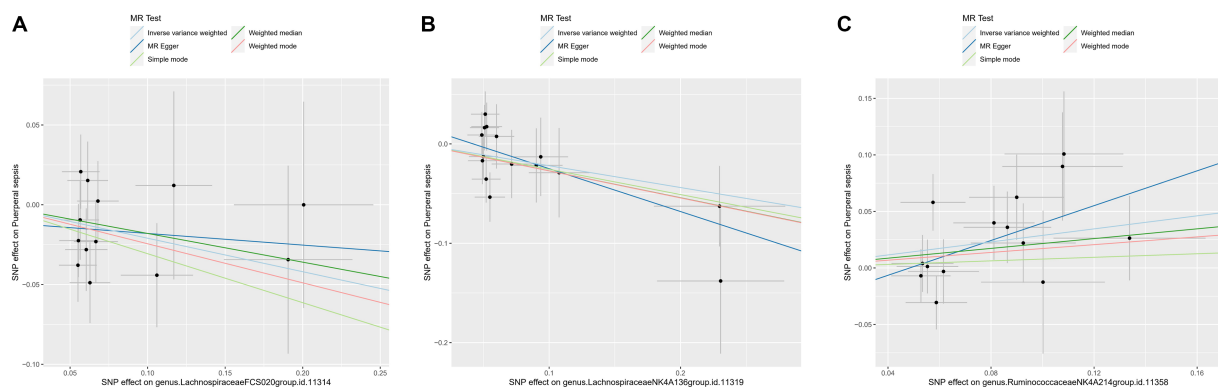 A
MR Test
Inverse variance weighted
Weighted median
MR Egger
Weighted mode
Simple mode
SNP effect on Puerperal sepsis
0.05
0.00
−0.05
−0.10
0.05
0.10
0.15
0.20
0.25
SNP effect on genus.LachnospiraceaeFCS020group.id.11314
B
MR Test
Inverse variance weighted
Weighted median
MR Egger
Weighted mode
Simple mode
SNP effect on Puerperal sepsis
0.0
−0.1
−0.2
0.1
0.2
SNP effect on genus.LachnospiraceaeNK4A136group.id.11319
C
MR Test
Inverse variance weighted
Weighted median
MR Egger
Weighted mode
Simple mode
SNP effect on Puerperal sepsis
0.15
0.10
0.05
0.00
−0.05
0.04
0.08
0.12
0.16
SNP effect on genus.RuminococcaceaeNK4A214group.id.11358